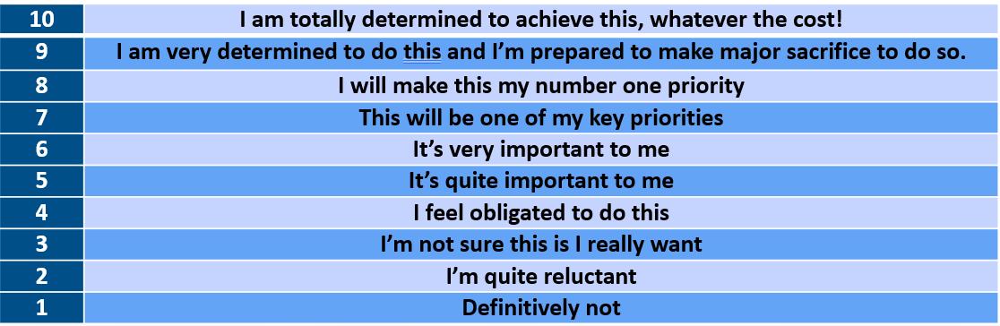 10 I am totally determined to achieve this, whatever the cost!
9 I am very determined to do this and I’m prepared to make major sacrifice to do so.
8 I will make this my number one priority
7 This will be one of my key priorities
6 It’s very important to me
5 It’s quite important to me
4 I feel obligated to do this
3 I’m not sure this is I really want
2 I’m quite reluctant
1 Definitively not